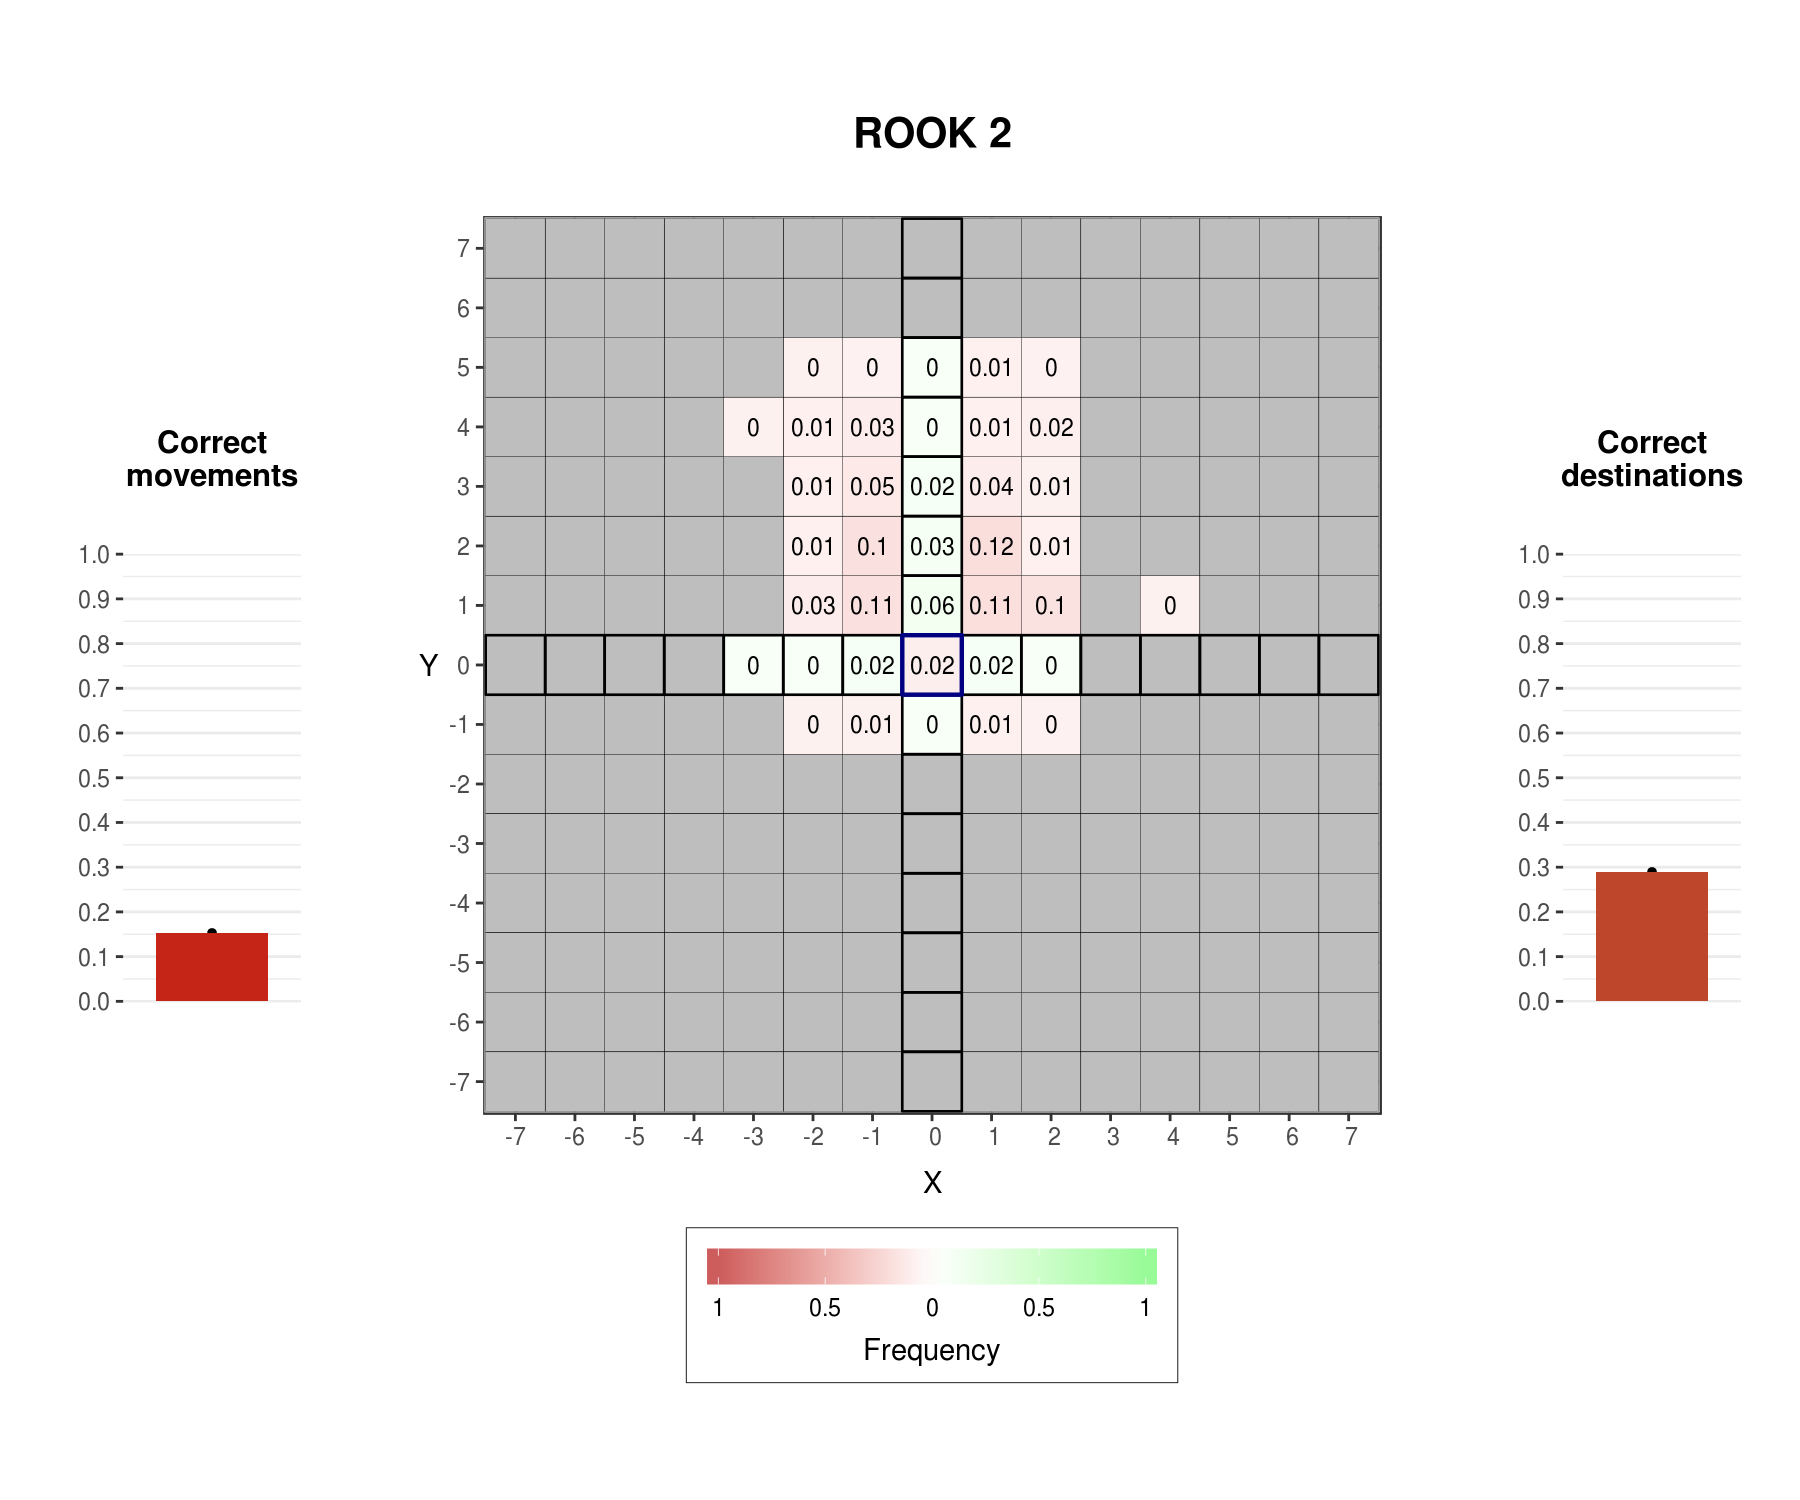 ROOK 2
Correct
movements
1.0
0.9
0.8
0.7
0.6
0.5
0.4
0.3
0.2
0.1
0.0
Y
7
6
5 0 0 0 0.01 0
4 0 0.01 0.03 0 0.01 0.02
3 0.01 0.05 0.02 0.04 0.01
2 0.01 0.1 0.03 0.12 0.01
1 0.03 0.11 0.06 0.11 0.1 0
0 0 0 0.02 0.02 0.02 0
-1 0 0.01 0 0.01 0
-2
-3
-4
-5
-6
-7
-7 -6 -5 -4 -3 -2 -1 0 1 2 3 4 5 6 7
X
1 0.5 0 0.5 1
Frequency
Correct
destinations
1.0
0.9
0.8
0.7
0.6
0.5
0.4
0.3
0.2
0.1
0.0